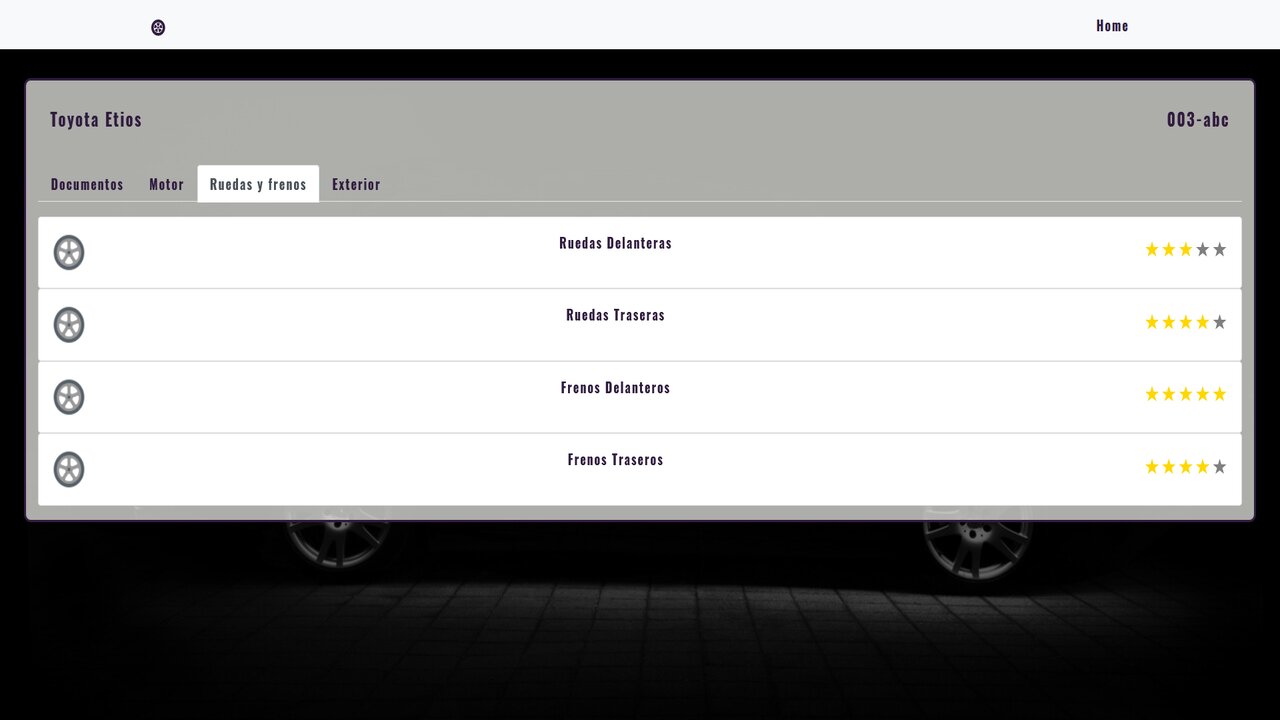 Home
Toyota Etios
003-abc
Documentos
Motor
Ruedas y frenos
Exterior
Ruedas Delanteras
Ruedas Traseras
Frenos Delanteros
Frenos Traseros